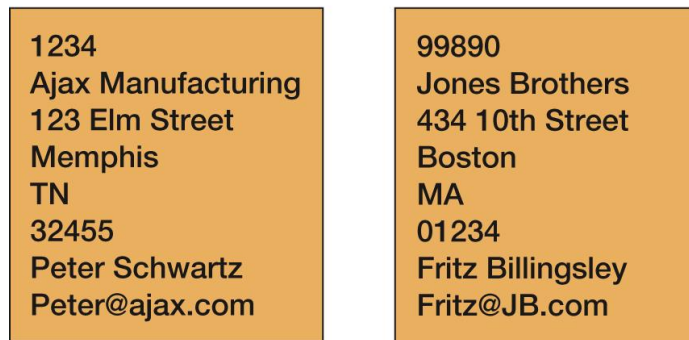 1234
Ajax Manufacturing
123 Elm Street
Memphis
TN
32455
Peter Schwartz
Peter@ajax.com
99890
Jones Brothers
434 10th Street
Boston
MA
01234
Fritz Billingsley
Fritz@JB.com